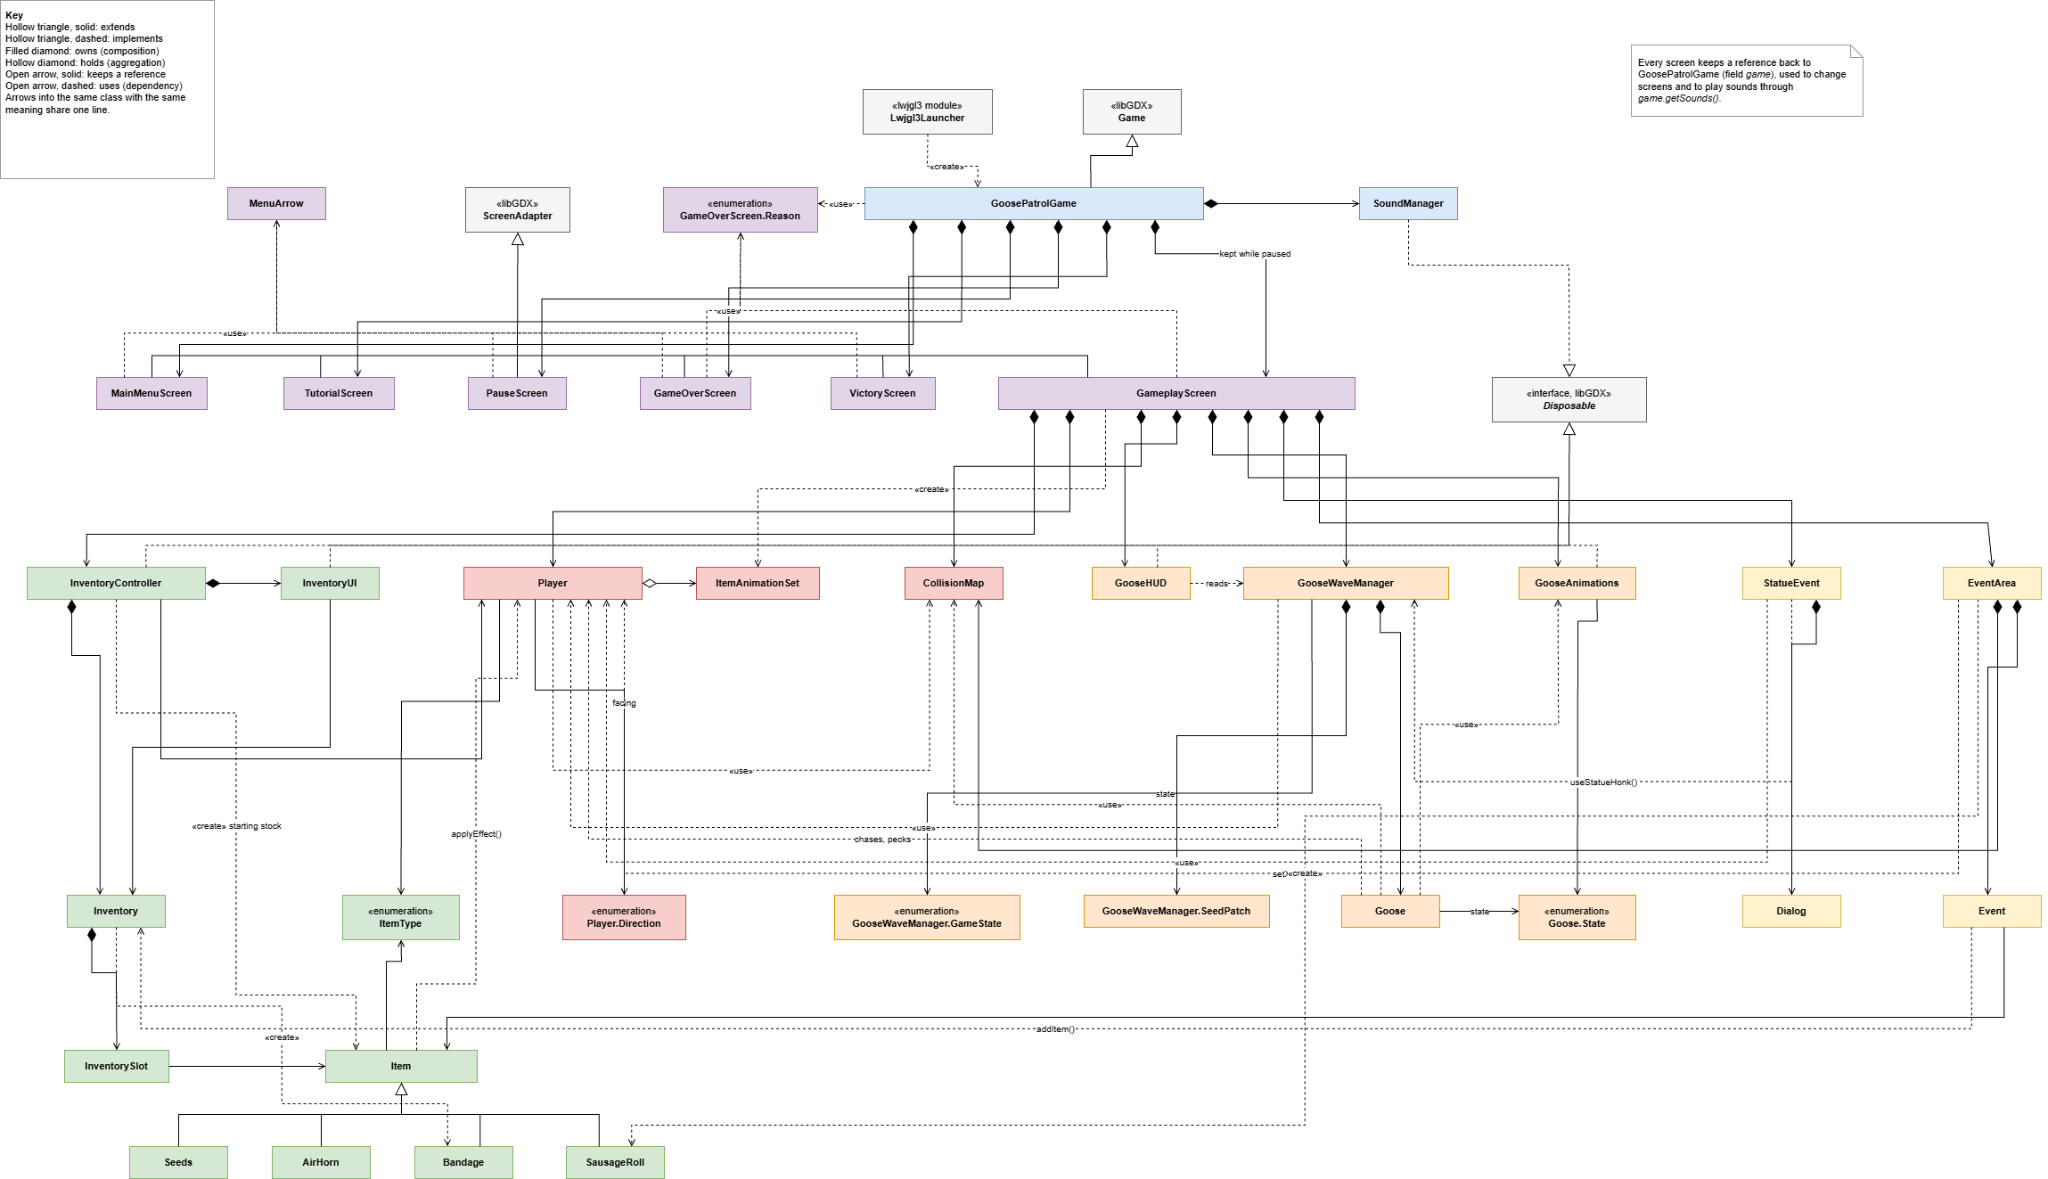 Key
Hollow triangle, solid: extends
Hollow triangle, dashed: implements
Filled diamond: owns (composition)
Hollow diamond: holds (aggregation)
Open arrow, solid: keeps a reference
Open arrow, dashed: uses (dependency)
Arrows into the same class with the same
meaning share one line.
Every screen keeps a reference back to
GoosePatrolGame (field game), used to change
screens and to play sounds through
game.getSounds().
«lwjgl3 module»
Lwjgl3Launcher
«libGDX»
Game
«create»
MenuArrow
«libGDX»
ScreenAdapter
«enumeration»
GameOverScreen.Reason
«use»
GoosePatrolGame
SoundManager
kept while paused
«use»
«use»
MainMenuScreen
TutorialScreen
PauseScreen
GameOverScreen
VictoryScreen
GameplayScreen
«interface, libGDX»
Disposable
«create»
InventoryController
InventoryUI
Player
ItemAnimationSet
CollisionMap
GooseHUD
reads
GooseWaveManager
GooseAnimations
StatueEvent
EventArea
facing
«use»
«use»
useStatueHonk()
state
«use»
«create» starting stock
applyEffect()
«use»
chases, pecks
«use»
«create»
Inventory
«enumeration»
ItemType
«enumeration»
Player.Direction
«enumeration»
GooseWaveManager.GameState
GooseWaveManager.SeedPatch
Goose
state
«enumeration»
Goose.State
Dialog
Event
addItem()
«create»
InventorySlot
Item
Seeds
AirHorn
Bandage
SausageRoll